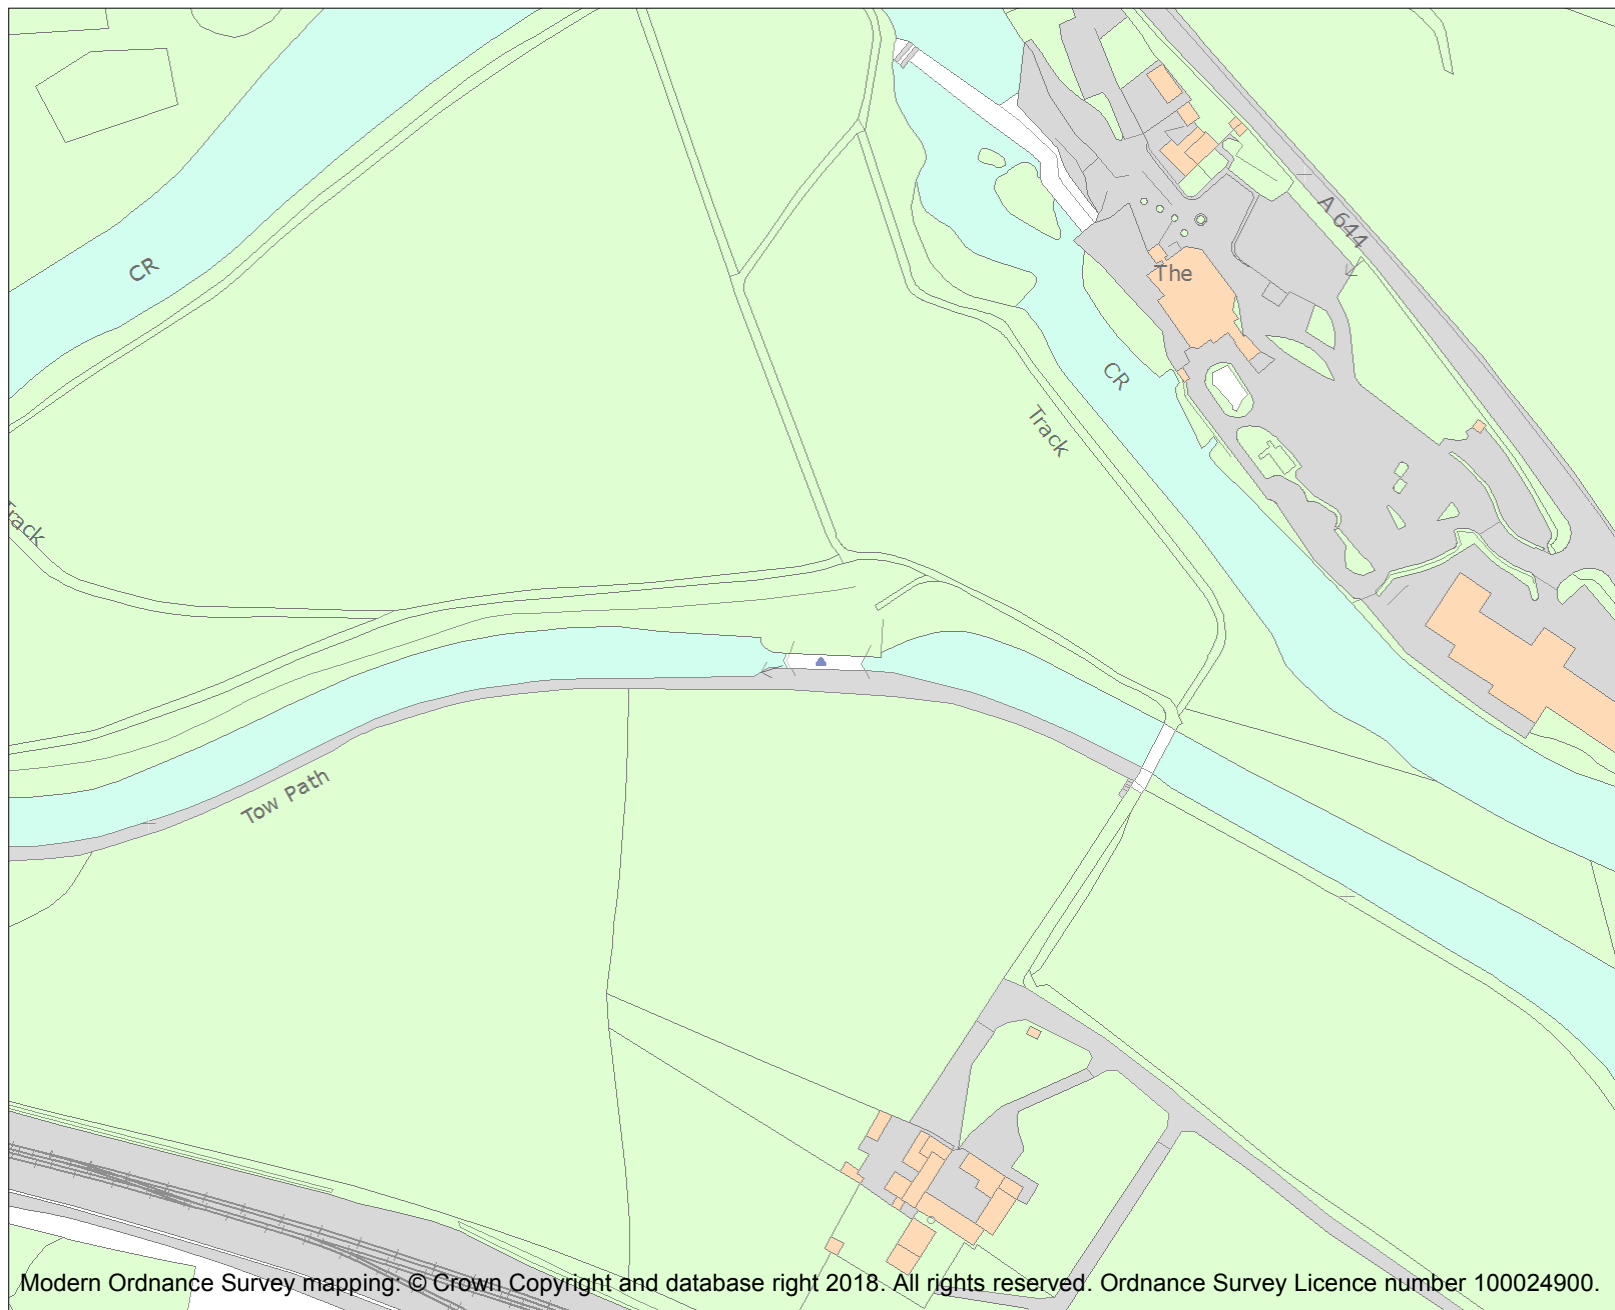 A 644
CR
The
CR
Track
Track
Tow Path
Modern Ordnance Survey mapping: © Crown Copyright and database right 2018. All rights reserved. Ordnance Survey Licence number 100024900.